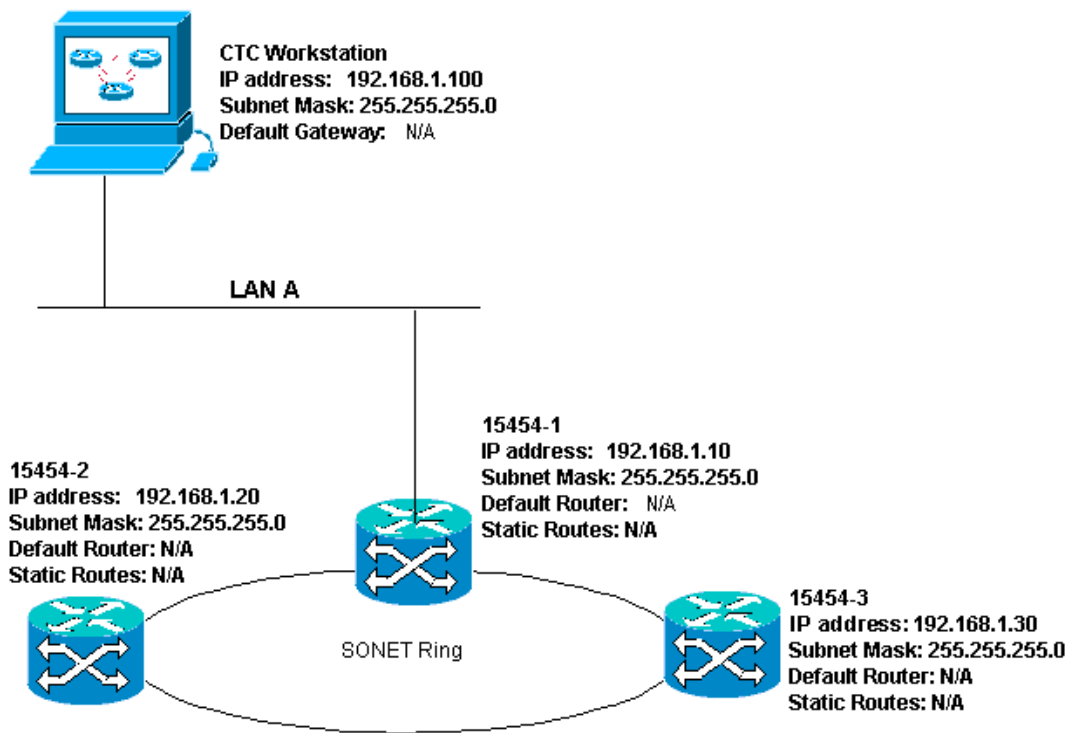 CTC Workstation
IP address: 192.168.1.100
Subnet Mask: 255.255.255.0
Default Gateway: N/A
LAN A
15454-1
IP address: 192.168.1.10
Subnet Mask: 255.255.255.0
Default Router: N/A
Static Routes: N/A
15454-2
IP address: 192.168.1.20
Subnet Mask: 255.255.255.0
Default Router: N/A
Static Routes: N/A
SONET Ring
15454-3
IP address: 192.168.1.30
Subnet Mask: 255.255.255.0
Default Router: N/A
Static Routes: N/A